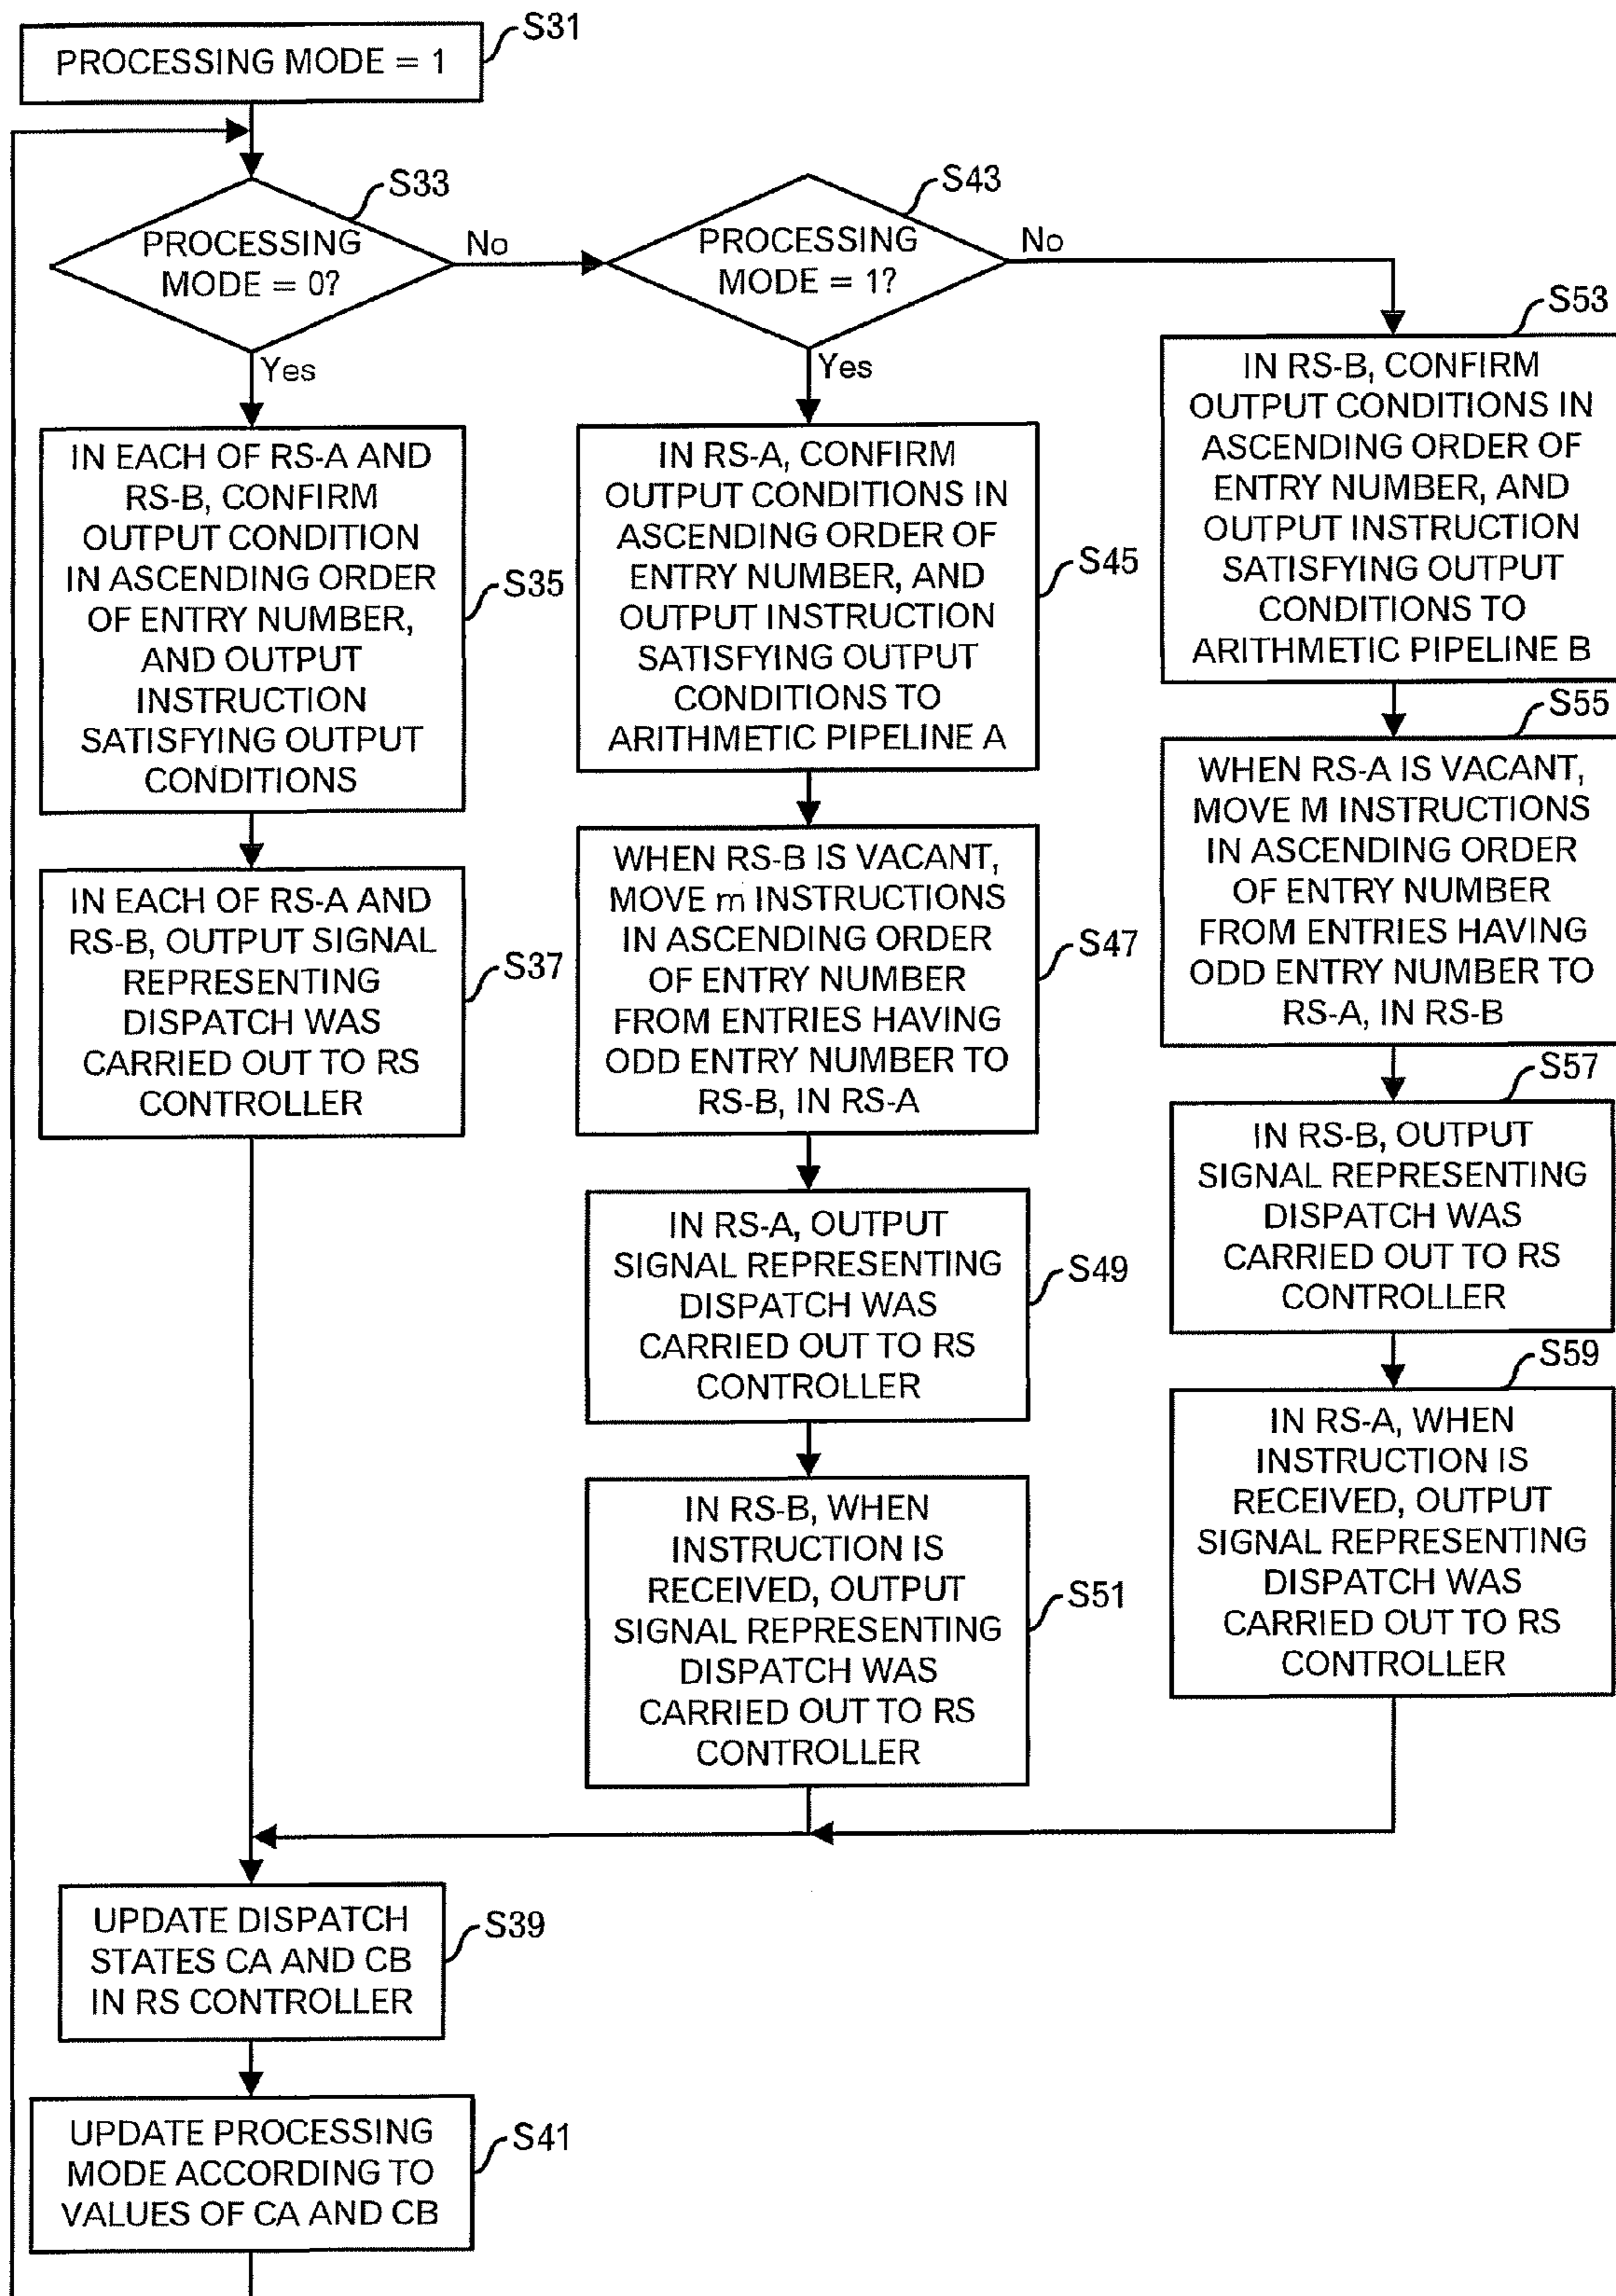 S31
PROCESSING MODE = 1
S33
PROCESSING
MODE = 0?
No
Yes
S43
PROCESSING
MODE = 1?
No
Yes
IN EACH OF RS-A AND
RS-B, CONFIRM
OUTPUT CONDITION
IN ASCENDING ORDER
OF ENTRY NUMBER,
AND OUTPUT
INSTRUCTION
SATISFYING OUTPUT
CONDITIONS
S35
IN EACH OF RS-A AND
RS-B, OUTPUT SIGNAL
REPRESENTING
DISPATCH WAS
CARRIED OUT TO RS
CONTROLLER
S37
IN RS-A, CONFIRM
OUTPUT CONDITIONS IN
ASCENDING ORDER OF
ENTRY NUMBER, AND
OUTPUT INSTRUCTION
SATISFYING OUTPUT
CONDITIONS TO
ARITHMETIC PIPELINE A
S45
WHEN RS-B IS VACANT,
MOVE m INSTRUCTIONS
IN ASCENDING ORDER
OF ENTRY NUMBER
FROM ENTRIES HAVING
ODD ENTRY NUMBER TO
RS-B, IN RS-A
S47
IN RS-A, OUTPUT
SIGNAL REPRESENTING
DISPATCH WAS
CARRIED OUT TO RS
CONTROLLER
S49
IN RS-B, WHEN
INSTRUCTION IS
RECEIVED, OUTPUT
SIGNAL REPRESENTING
DISPATCH WAS
CARRIED OUT TO RS
CONTROLLER
S51
S53
IN RS-B, CONFIRM
OUTPUT CONDITIONS IN
ASCENDING ORDER OF
ENTRY NUMBER, AND
OUTPUT INSTRUCTION
SATISFYING OUTPUT
CONDITIONS TO
ARITHMETIC PIPELINE B
S55
WHEN RS-A IS VACANT,
MOVE M INSTRUCTIONS
IN ASCENDING ORDER
OF ENTRY NUMBER
FROM ENTRIES HAVING
ODD ENTRY NUMBER TO
RS-A, IN RS-B
S57
IN RS-B, OUTPUT
SIGNAL REPRESENTING
DISPATCH WAS
CARRIED OUT TO RS
CONTROLLER
S59
IN RS-A, WHEN
INSTRUCTION IS
RECEIVED, OUTPUT
SIGNAL REPRESENTING
DISPATCH WAS
CARRIED OUT TO RS
CONTROLLER
UPDATE DISPATCH
STATES CA AND CB
IN RS CONTROLLER
S39
UPDATE PROCESSING
MODE ACCORDING TO
VALUES OF CA AND CB
S41